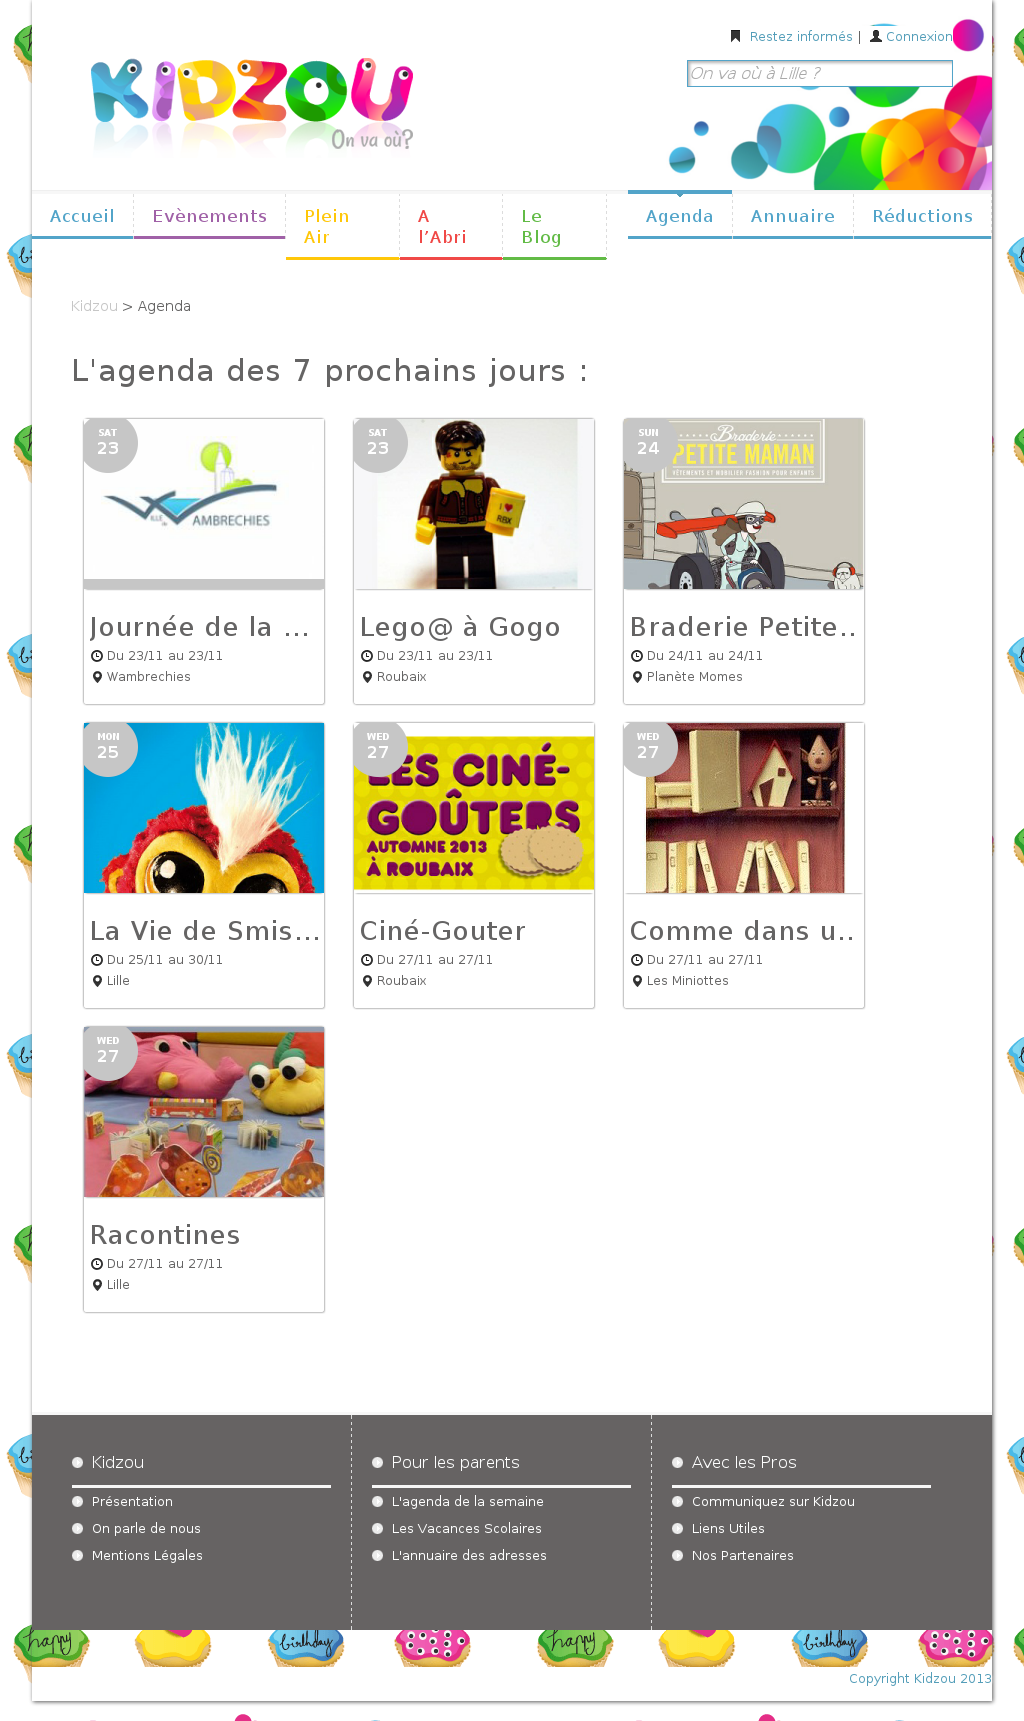 Restez informés | Connexion
KIDZOU
On va où?
On va où à Lille ?
Accueil
Evènements
Plein Air
A l'Abri
Le Blog
Agenda
Annuaire
Réductions
Kidzou > Agenda
L'agenda des 7 prochains jours :
SAT
23
VILLE de WAMBRECHIES
Journée de la ...
Du 23/11 au 23/11
Wambrechies
SAT
23
I ♥ RBX
Lego@ à Gogo
Du 23/11 au 23/11
Roubaix
SUN
24
Braderie
PETITE MAMAN
VÊTEMENTS ET MOBILIER FASHION POUR ENFANTS
Braderie Petite..
Du 24/11 au 24/11
Planète Momes
MON
25
La Vie de Smis...
Du 25/11 au 30/11
Lille
WED
27
LES CINÉ-
GOÛTERS
AUTOMNE 2013
À ROUBAIX
Ciné-Gouter
Du 27/11 au 27/11
Roubaix
WED
27
Comme dans u..
Du 27/11 au 27/11
Les Miniottes
WED
27
Racontines
Du 27/11 au 27/11
Lille
Kidzou
Présentation
On parle de nous
Mentions Légales
Pour les parents
L'agenda de la semaine
Les Vacances Scolaires
L'annuaire des adresses
Avec les Pros
Communiquez sur Kidzou
Liens Utiles
Nos Partenaires
happy
birthday
happy
birthday
Copyright Kidzou 2013